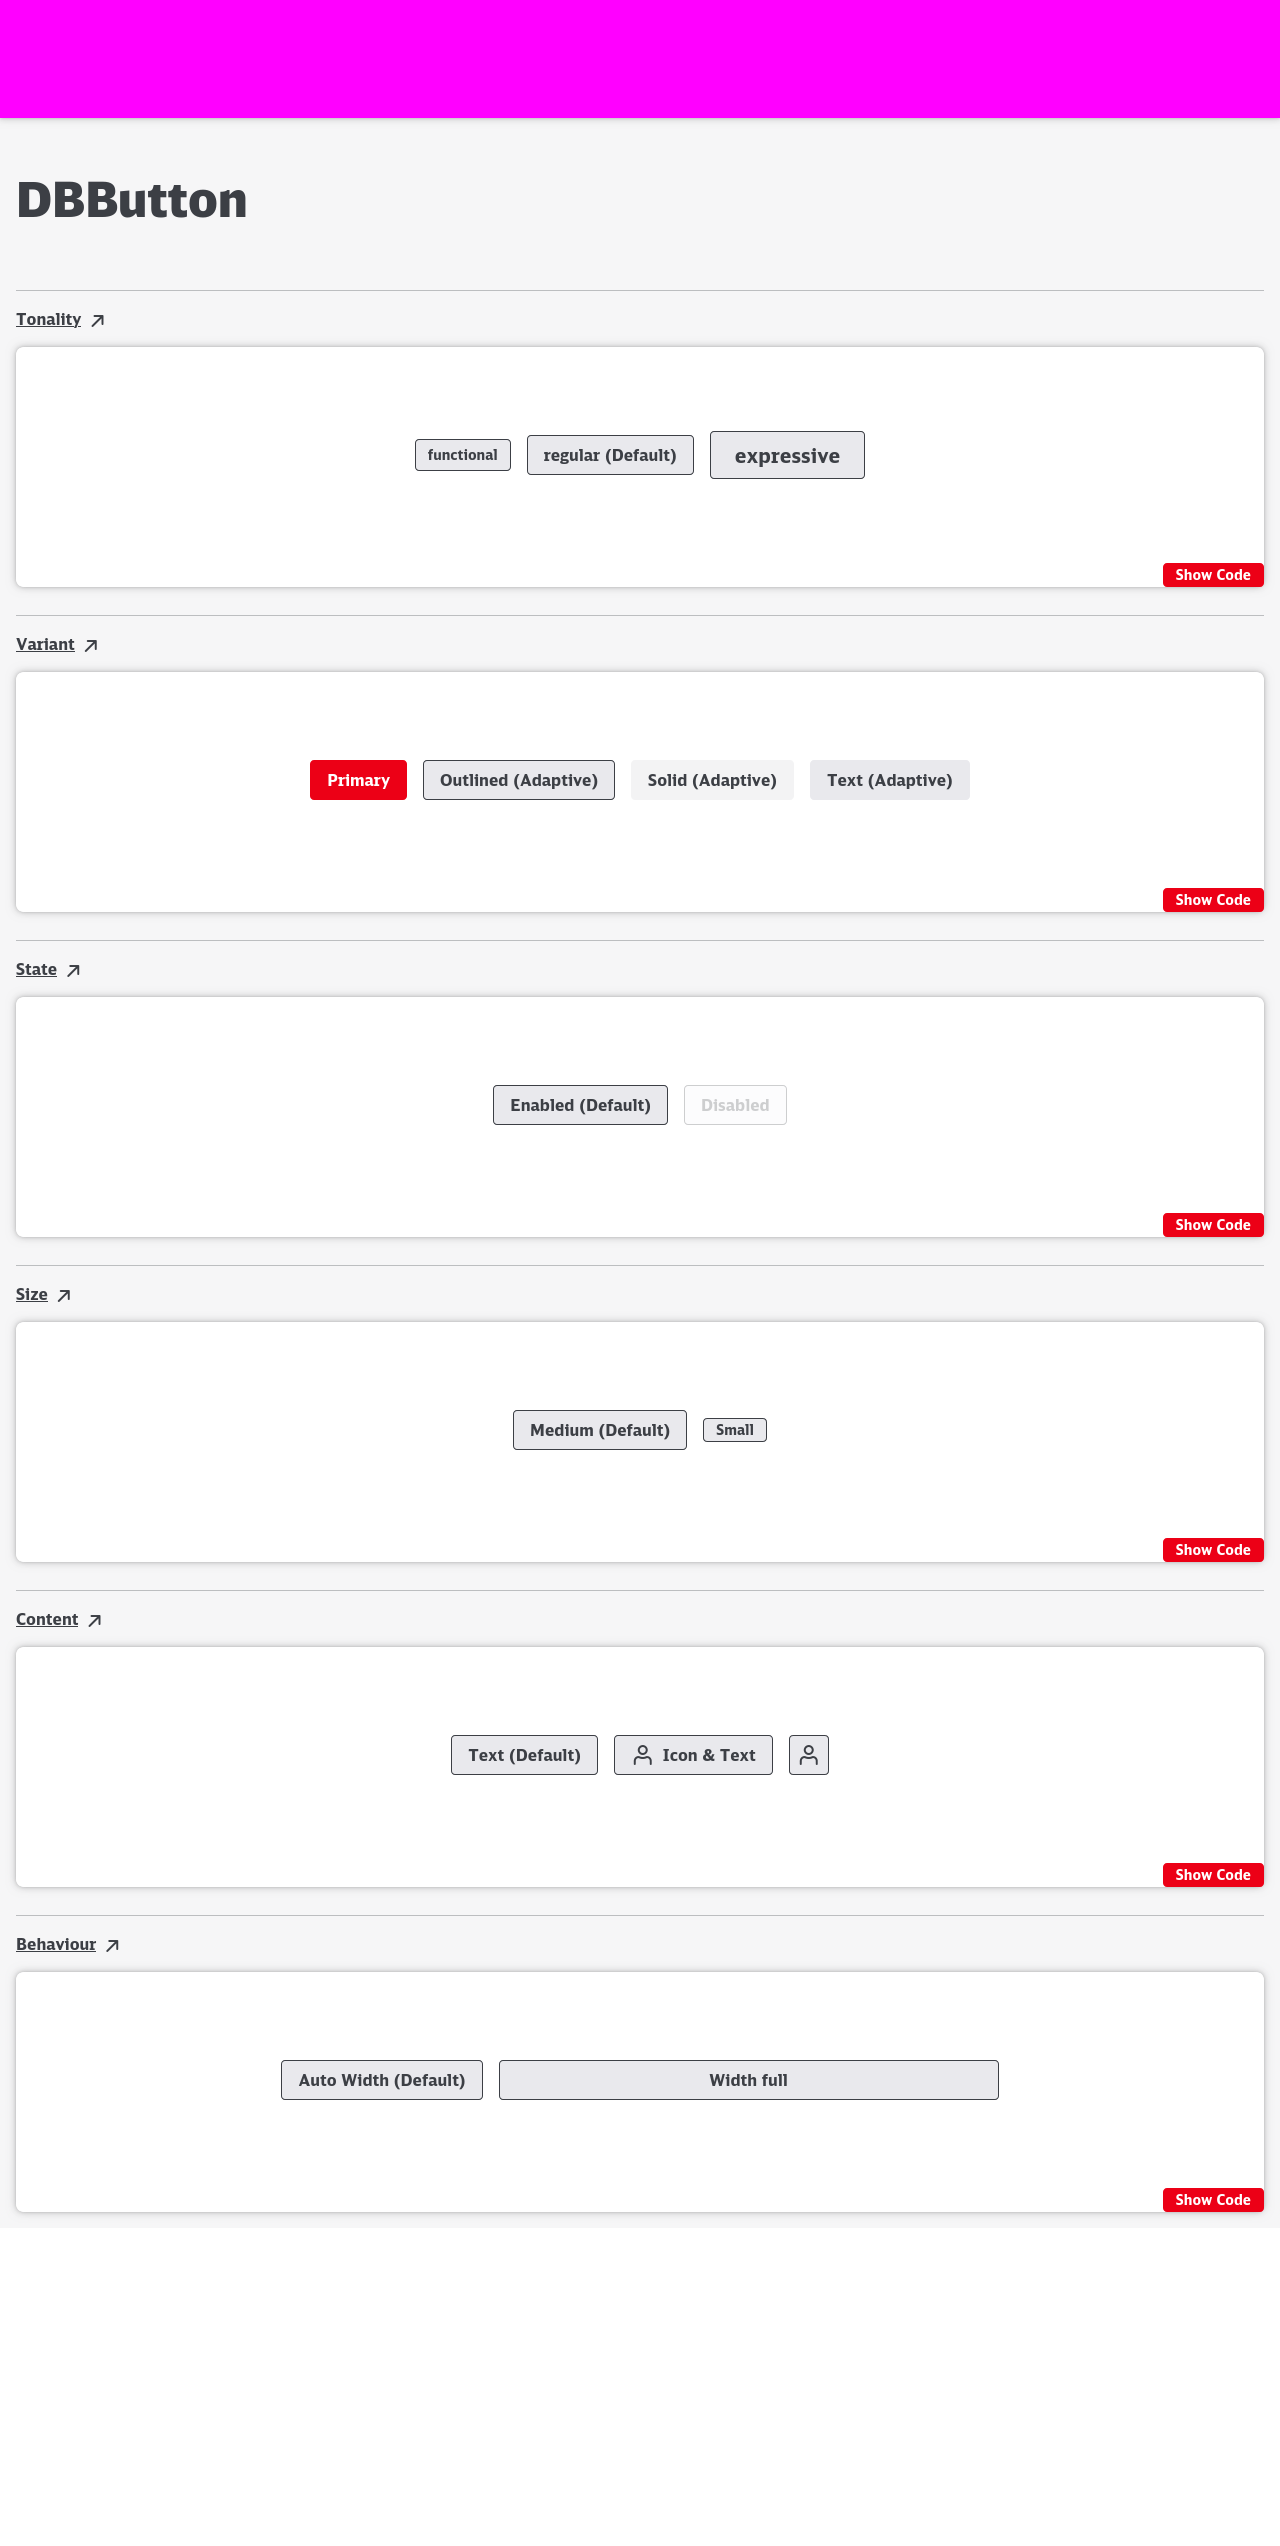 DBButton
Tonality
functional regular (Default) expressive
Show Code
Variant
Primary Outlined (Adaptive) Solid (Adaptive) Text (Adaptive)
Show Code
State
Enabled (Default) Disabled
Show Code
Size
Medium (Default) Small
Show Code
Content
Text (Default) Icon & Text
Show Code
Behaviour
Auto Width (Default) Width full
Show Code